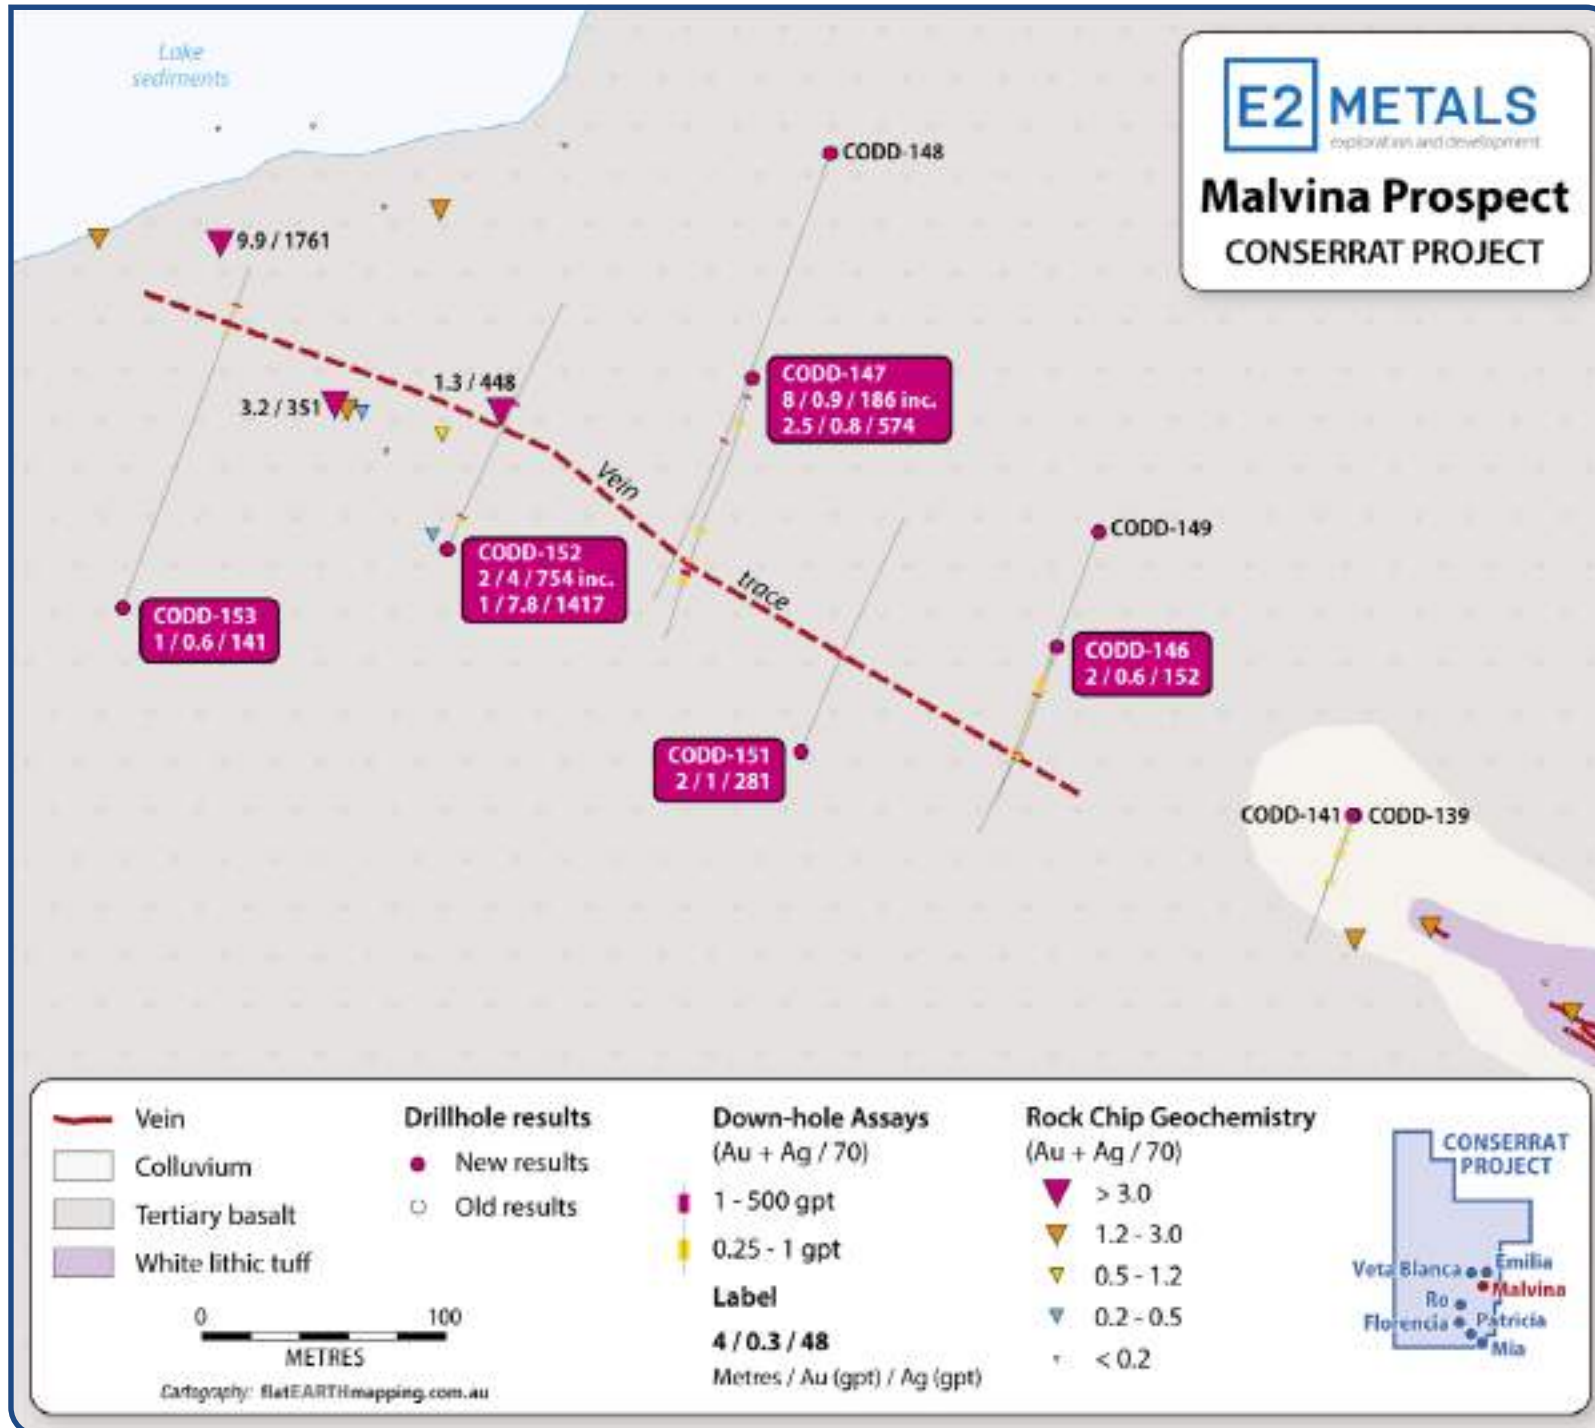 Lake
sediments
E2 METALS
exploration and development
Malvina Prospect
CONSERRAT PROJECT
CODD-148
9.9 / 1761
1.3 / 448
3.2 / 351
CODD-147
8 / 0.9 / 186 inc.
2.5 / 0.8 / 574
Vein
trace
CODD-149
CODD-152
2 / 4 / 754 inc.
1 / 7.8 / 1417
CODD-153
1 / 0.6 / 141
CODD-146
2 / 0.6 / 152
CODD-151
2 / 1 / 281
CODD-141
CODD-139
Vein
Colluvium
Tertiary basalt
White lithic tuff
0 100
METRES
Cartography: flatEARTHmapping.com.au
Drillhole results
New results
Old results
Down-hole Assays
(Au + Ag / 70)
1 - 500 gpt
0.25 - 1 gpt
Label
4 / 0.3 / 48
Metres / Au (gpt) / Ag (gpt)
Rock Chip Geochemistry
(Au + Ag / 70)
> 3.0
1.2 - 3.0
0.5 - 1.2
0.2 - 0.5
< 0.2
CONSERRAT
PROJECT
Veta Blanca
Emilia
Malvina
Ro
Florencia
Patricia
Mia